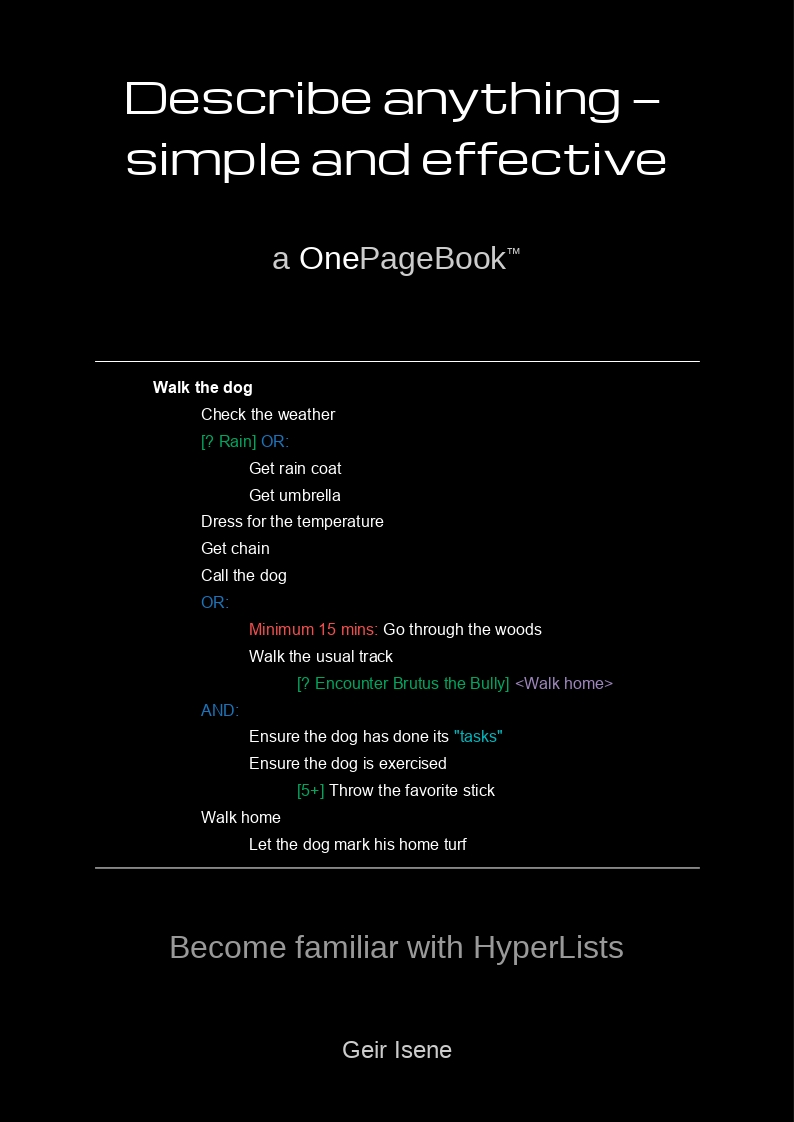 Describe anything –
simple and effective
a OnePageBook™
Walk the dog
Check the weather
[? Rain] OR:
Get rain coat
Get umbrella
Dress for the temperature
Get chain
Call the dog
OR:
Minimum 15 mins: Go through the woods
Walk the usual track
[? Encounter Brutus the Bully] <Walk home>
AND:
Ensure the dog has done its "tasks"
Ensure the dog is exercised
[5+] Throw the favorite stick
Walk home
Let the dog mark his home turf
Become familiar with HyperLists
Geir Isene